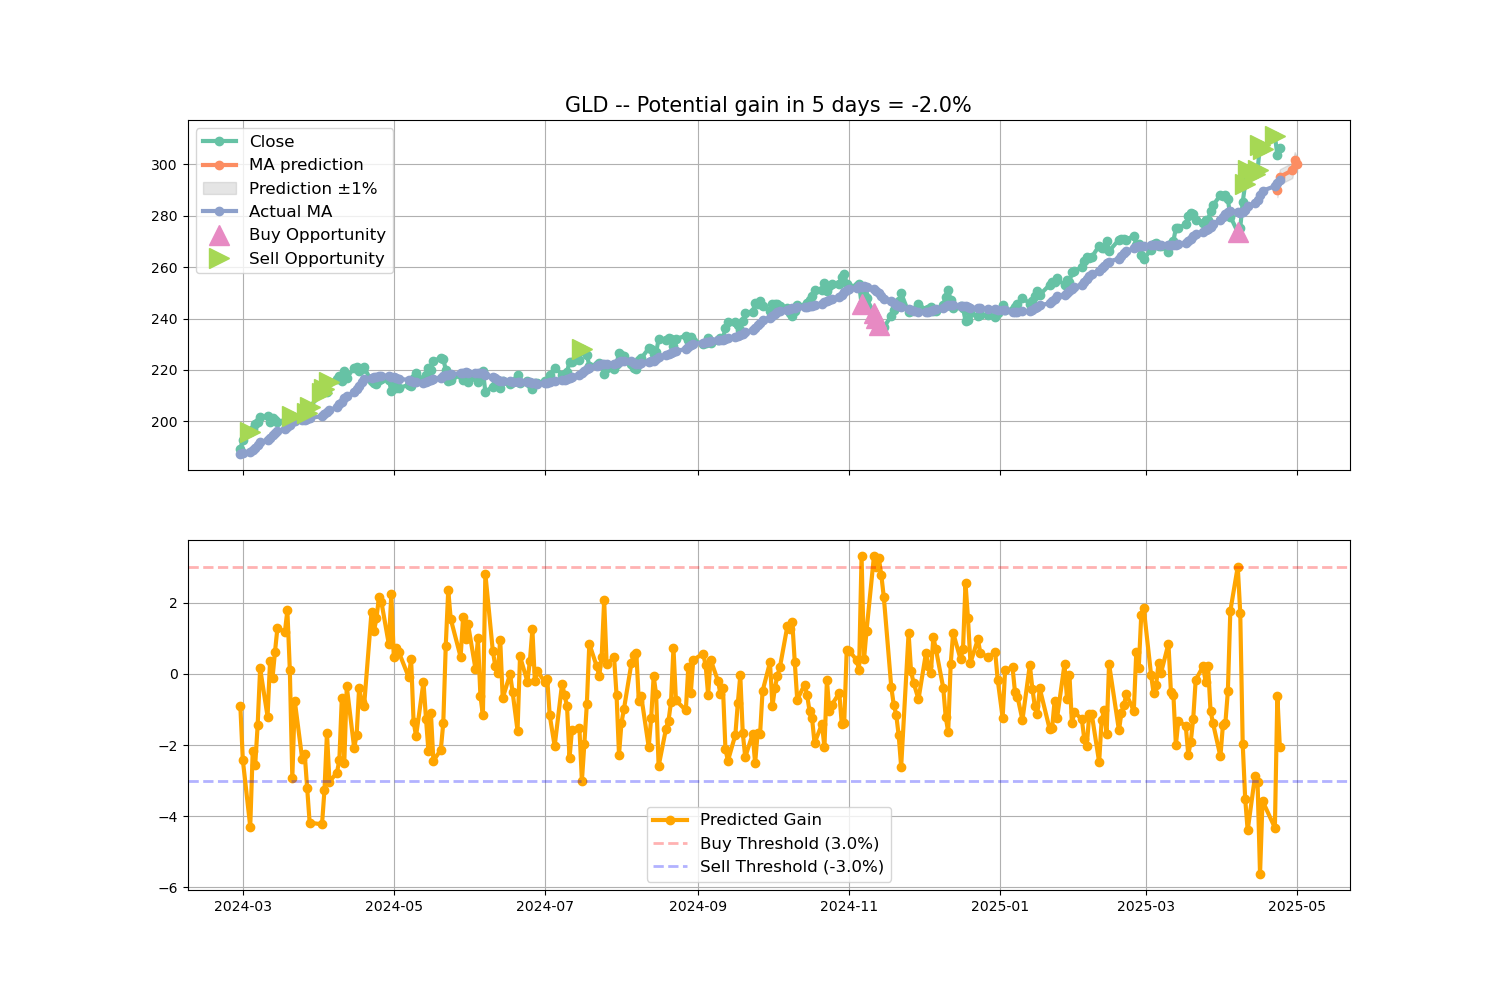 GLD -- Potential gain in 5 days = -2.0%
Close
MA prediction
Prediction ±1%
Actual MA
Buy Opportunity
Sell Opportunity
300
280
260
240
220
200
2
0
−2
−4
−6
Predicted Gain
Buy Threshold (3.0%)
Sell Threshold (-3.0%)
2024-03 2024-05 2024-07 2024-09 2024-11 2025-01 2025-03 2025-05